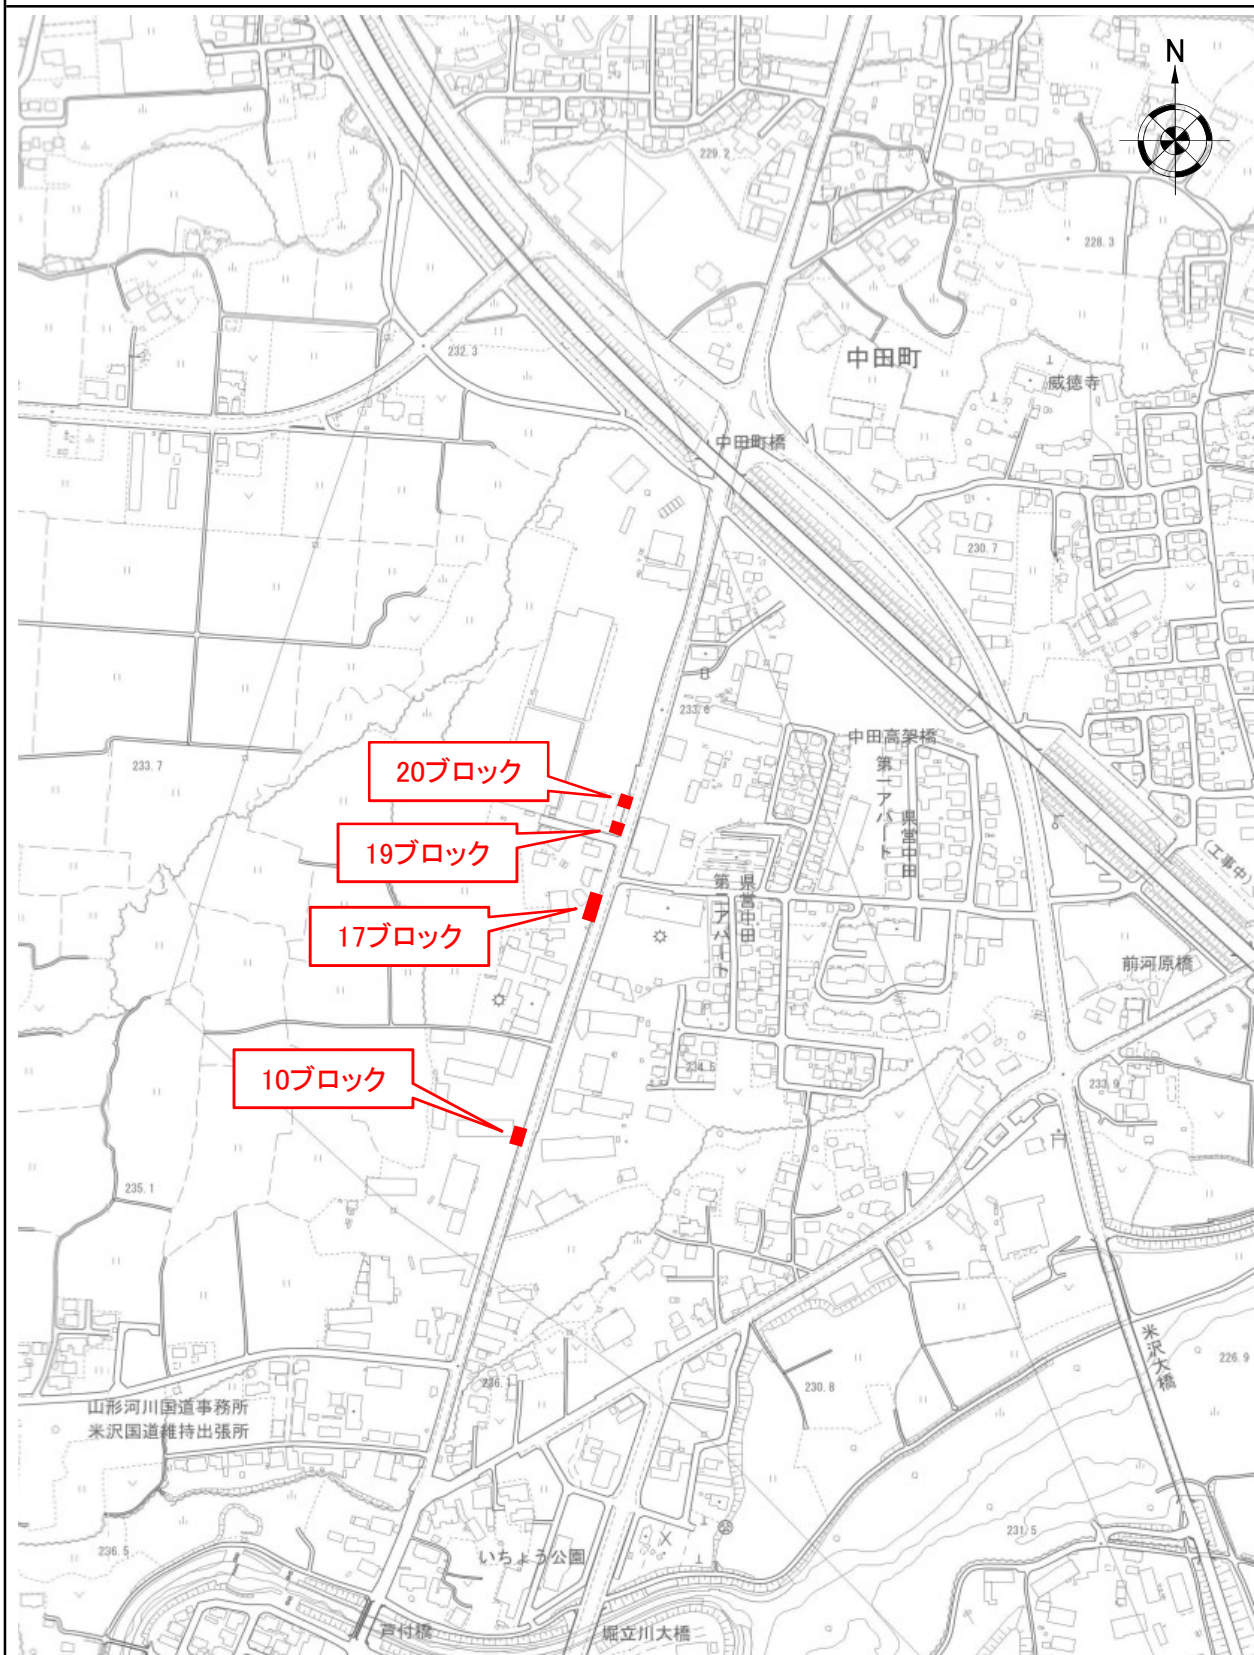 N
229.2
228.3
232.3
中田町
威徳寺
中田町橋
230.7
233.6
中田高架橋
233.7
20ブロック
第一アパート
県営中田
19ブロック
(工事中)
第二アパート
県営中田
17ブロック
前河原橋
10ブロック
234.5
233.9
235.1
米沢大橋
226.9
236.1
230.8
山形河川国道事務所
米沢国道維持出張所
231.5
236.5
いちょう公園
芦付橋
堀立川大橋